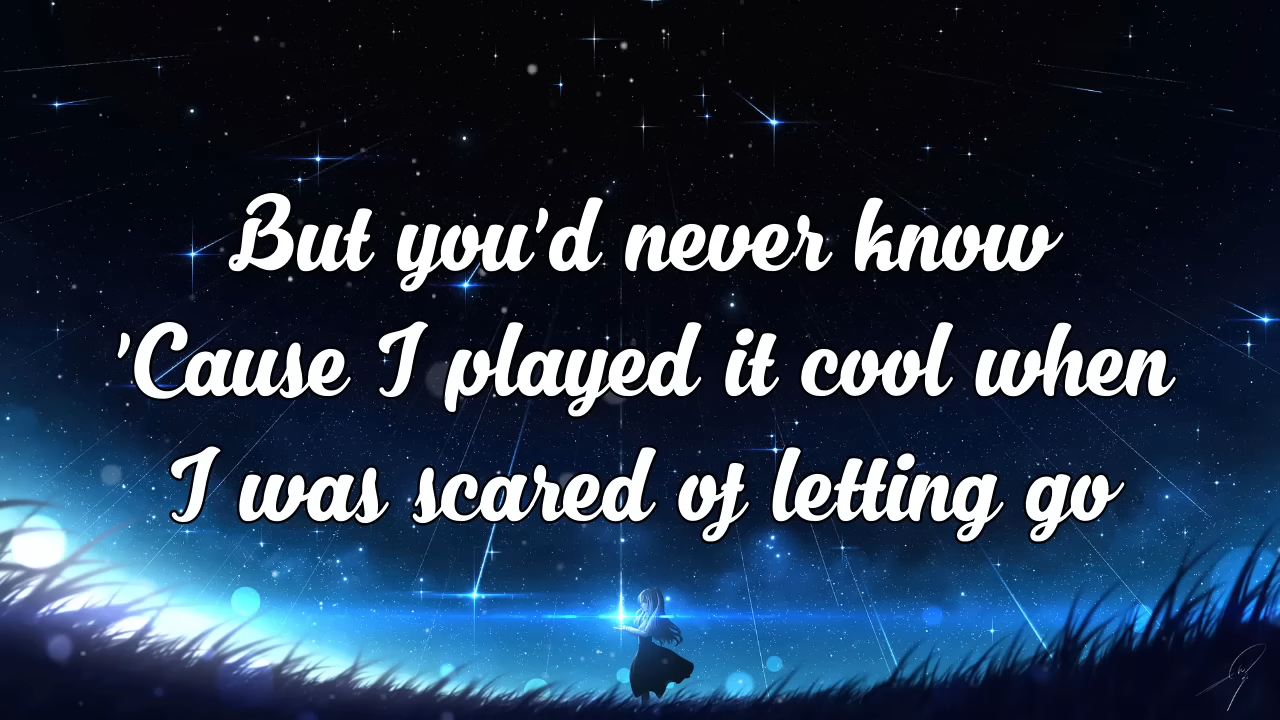 But you'd never know
'Cause I played it cool when
I was scared of letting go